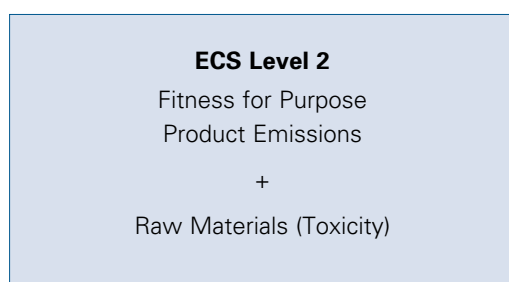 ECS Level 2
Fitness for Purpose
Product Emissions
+
Raw Materials (Toxicity)